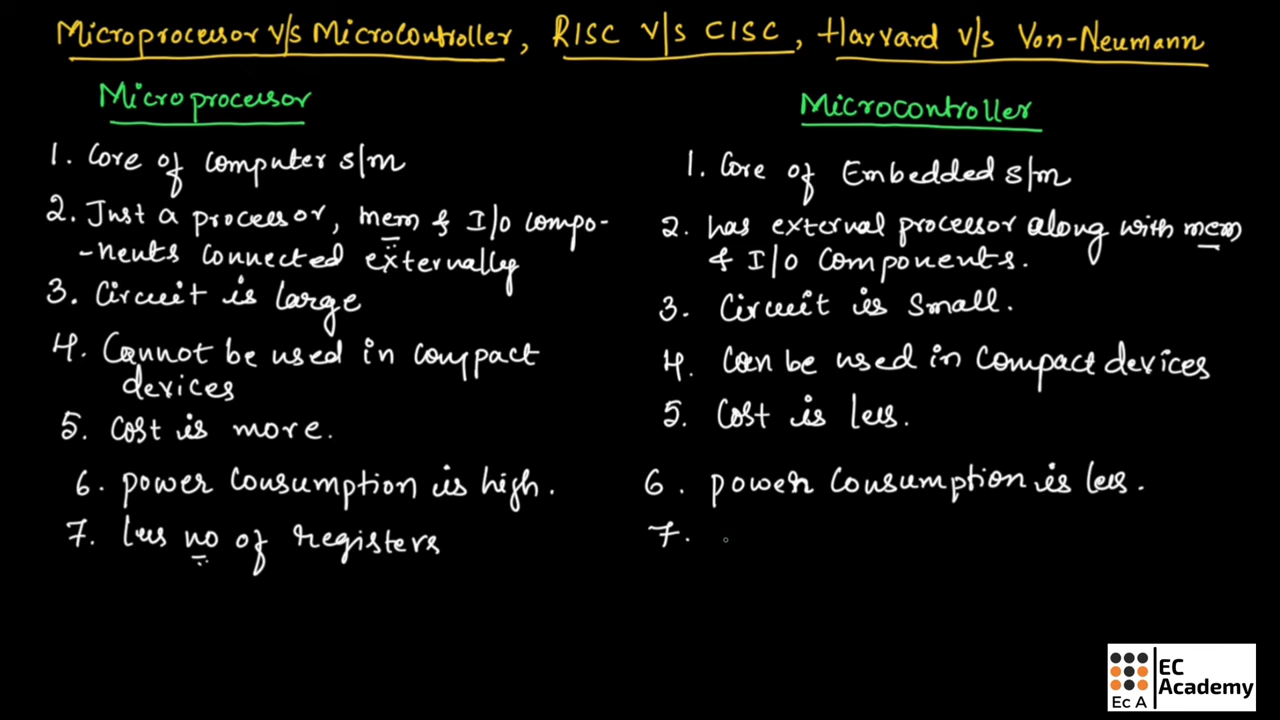 Microprocessor v/s Microcontroller, RISC v/s CISC, Harvard v/s Von-Neumann
Microprocessor
1. Core of computer s/m
2. Just a processor, mem & I/O compo-
-nents connected externally
3. Circuit is large
4. Cannot be used in compact
devices
5. Cost is more.
6. power consumption is high.
7. less no of registers
Microcontroller
1. Core of Embedded s/m
2. has external processor along with mem
& I/O components.
3. Circuit is small.
4. Can be used in compact devices
5. Cost is less.
6. power consumption is less.
7.
EC
Academy
Ec A